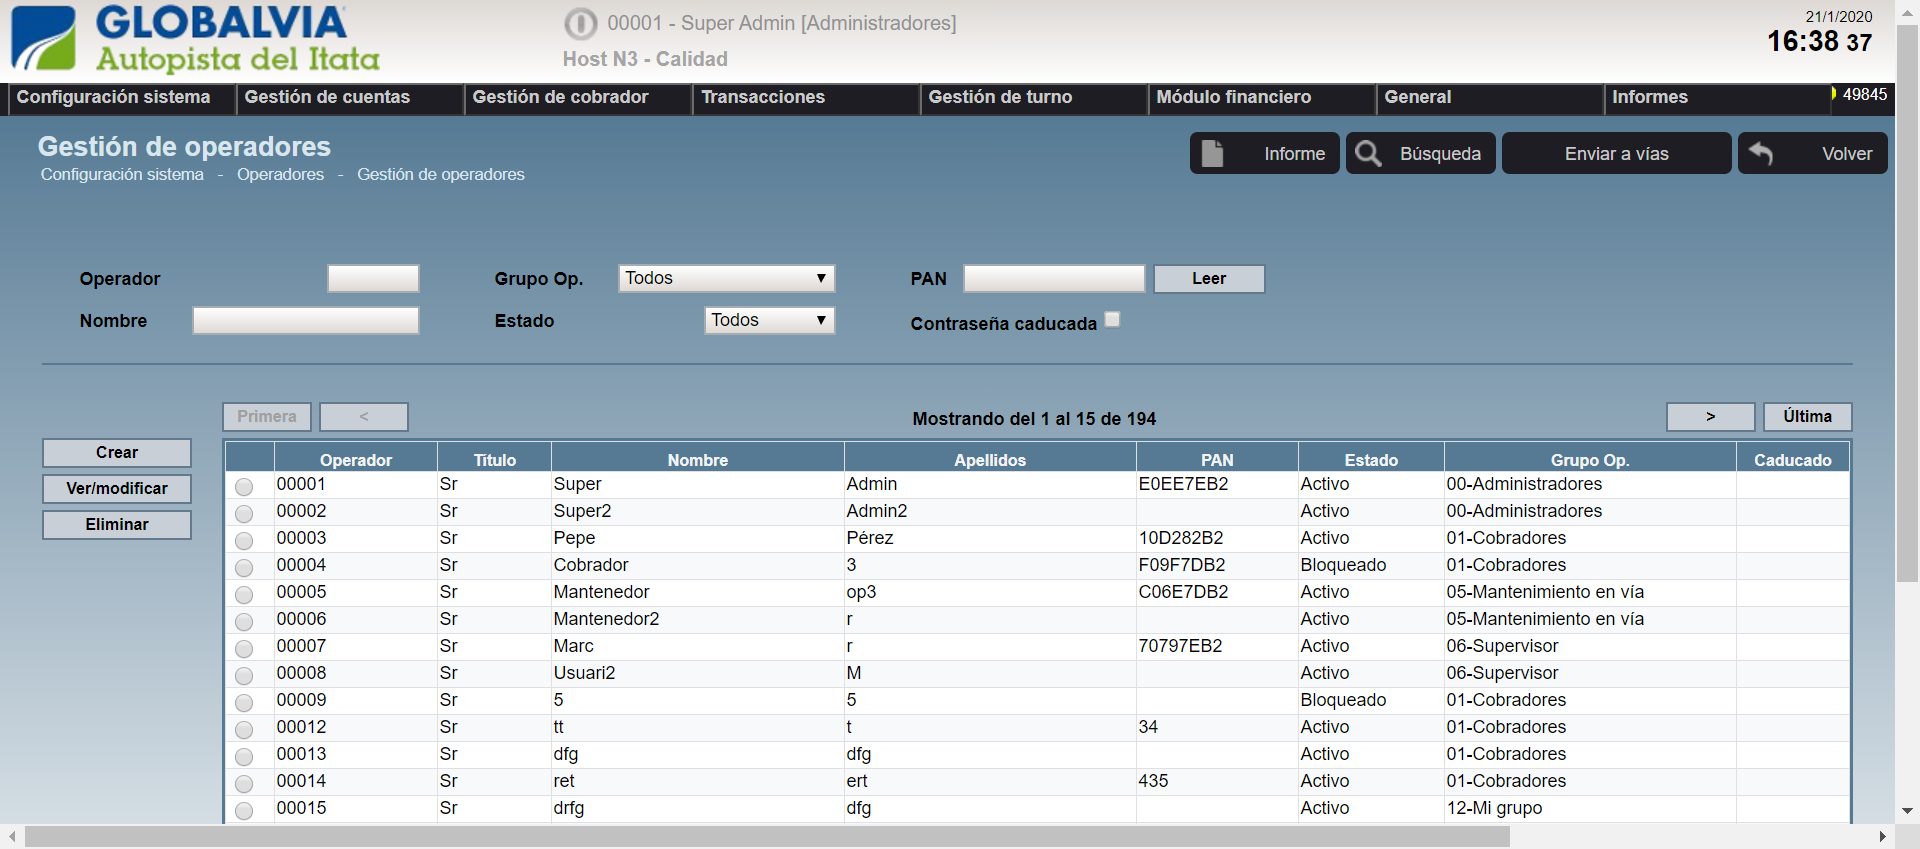 GLOBALVIA
Autopista del Itata
00001 - Super Admin [Administradores]
Host N3 - Calidad
21/1/2020
16:38 37
Configuración sistema Gestión de cuentas Gestión de cobrador Transacciones Gestión de turno Módulo financiero General Informes 49845
Gestión de operadores
Configuración sistema - Operadores - Gestión de operadores
Informe Búsqueda Enviar a vías Volver
Operador Grupo Op. Todos PAN Leer
Nombre Estado Todos Contraseña caducada
Primera < Mostrando del 1 al 15 de 194 > Última
Crear
Ver/modificar
Eliminar
Operador Título Nombre Apellidos PAN Estado Grupo Op. Caducado
00001 Sr Super Admin E0EE7EB2 Activo 00-Administradores
00002 Sr Super2 Admin2 Activo 00-Administradores
00003 Sr Pepe Pérez 10D282B2 Activo 01-Cobradores
00004 Sr Cobrador 3 F09F7DB2 Bloqueado 01-Cobradores
00005 Sr Mantenedor op3 C06E7DB2 Activo 05-Mantenimiento en vía
00006 Sr Mantenedor2 r Activo 05-Mantenimiento en vía
00007 Sr Marc r 70797EB2 Activo 06-Supervisor
00008 Sr Usuari2 M Activo 06-Supervisor
00009 Sr 5 5 Bloqueado 01-Cobradores
00012 Sr tt t 34 Activo 01-Cobradores
00013 Sr dfg dfg Activo 01-Cobradores
00014 Sr ret ert 435 Activo 01-Cobradores
00015 Sr drfg dfg Activo 12-Mi grupo